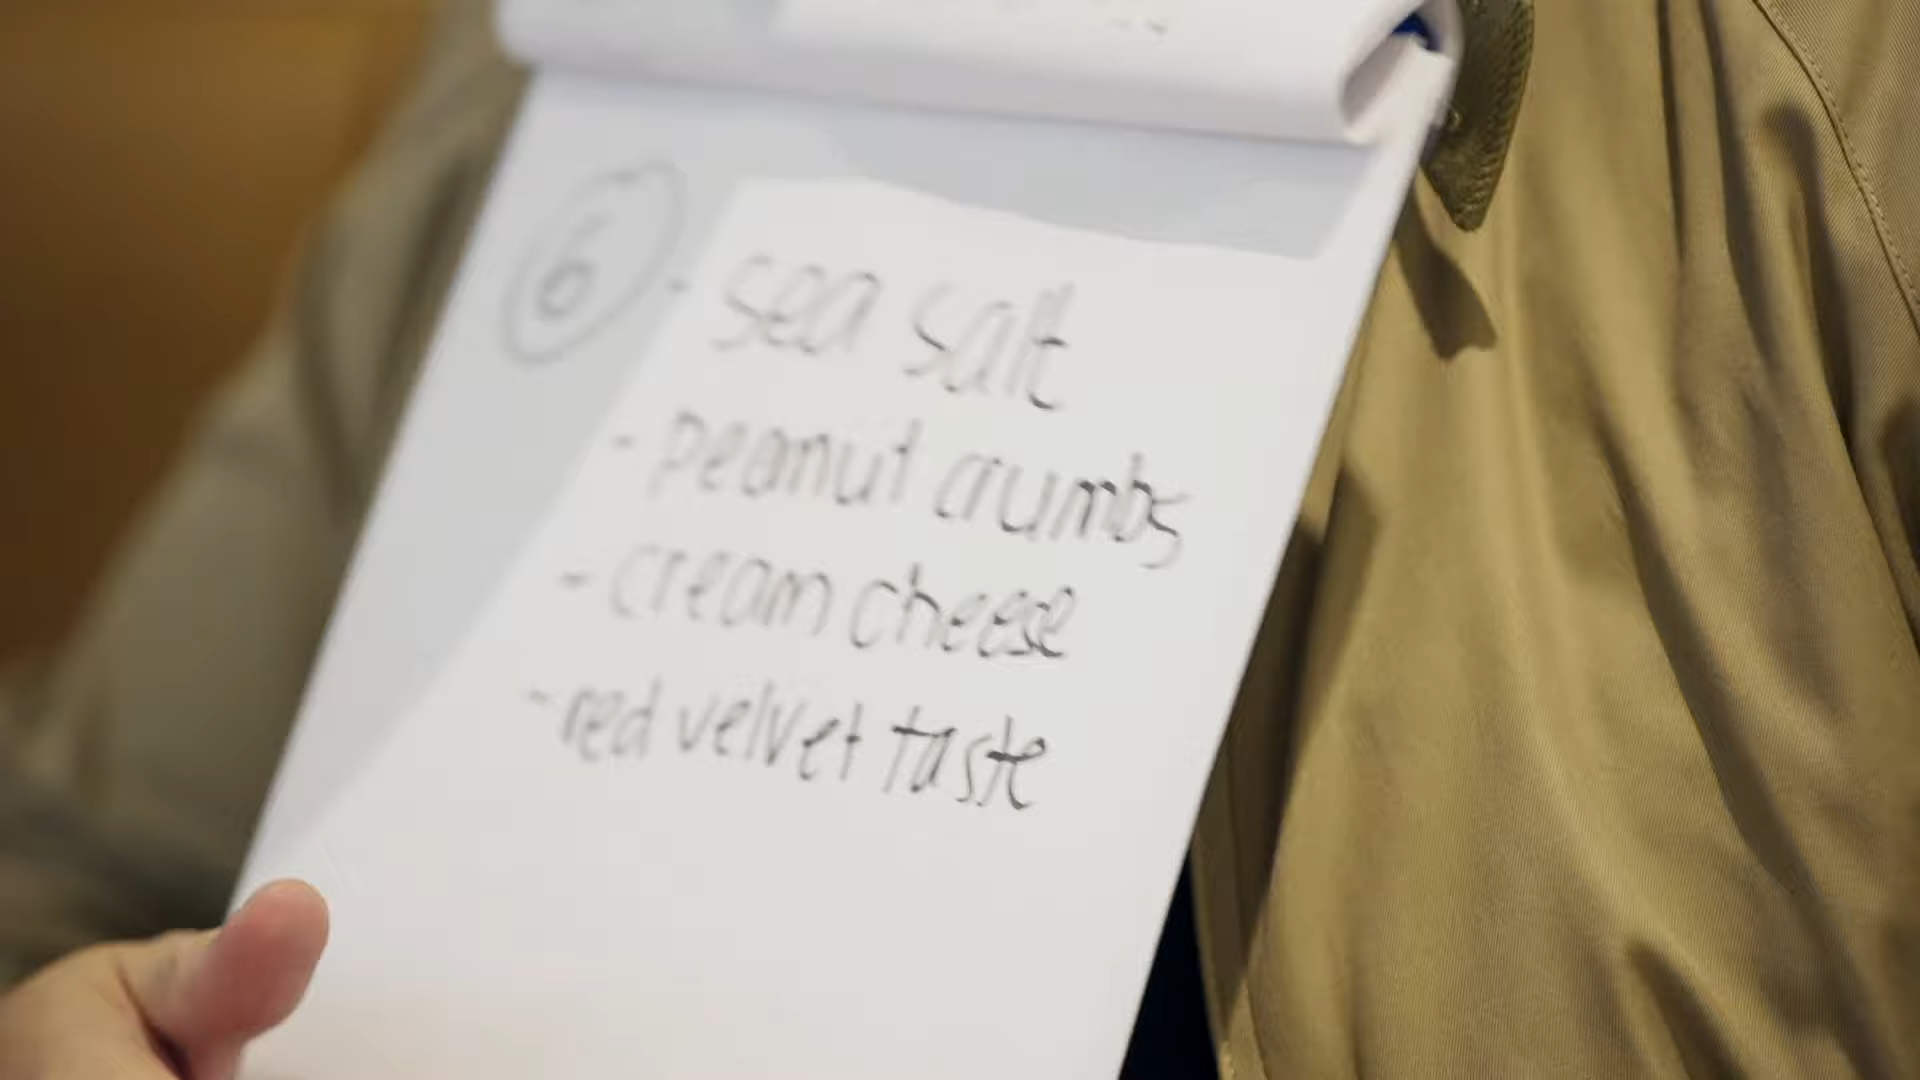 6 - sea salt
- peanut crumbs
- cream cheese
- red velvet taste